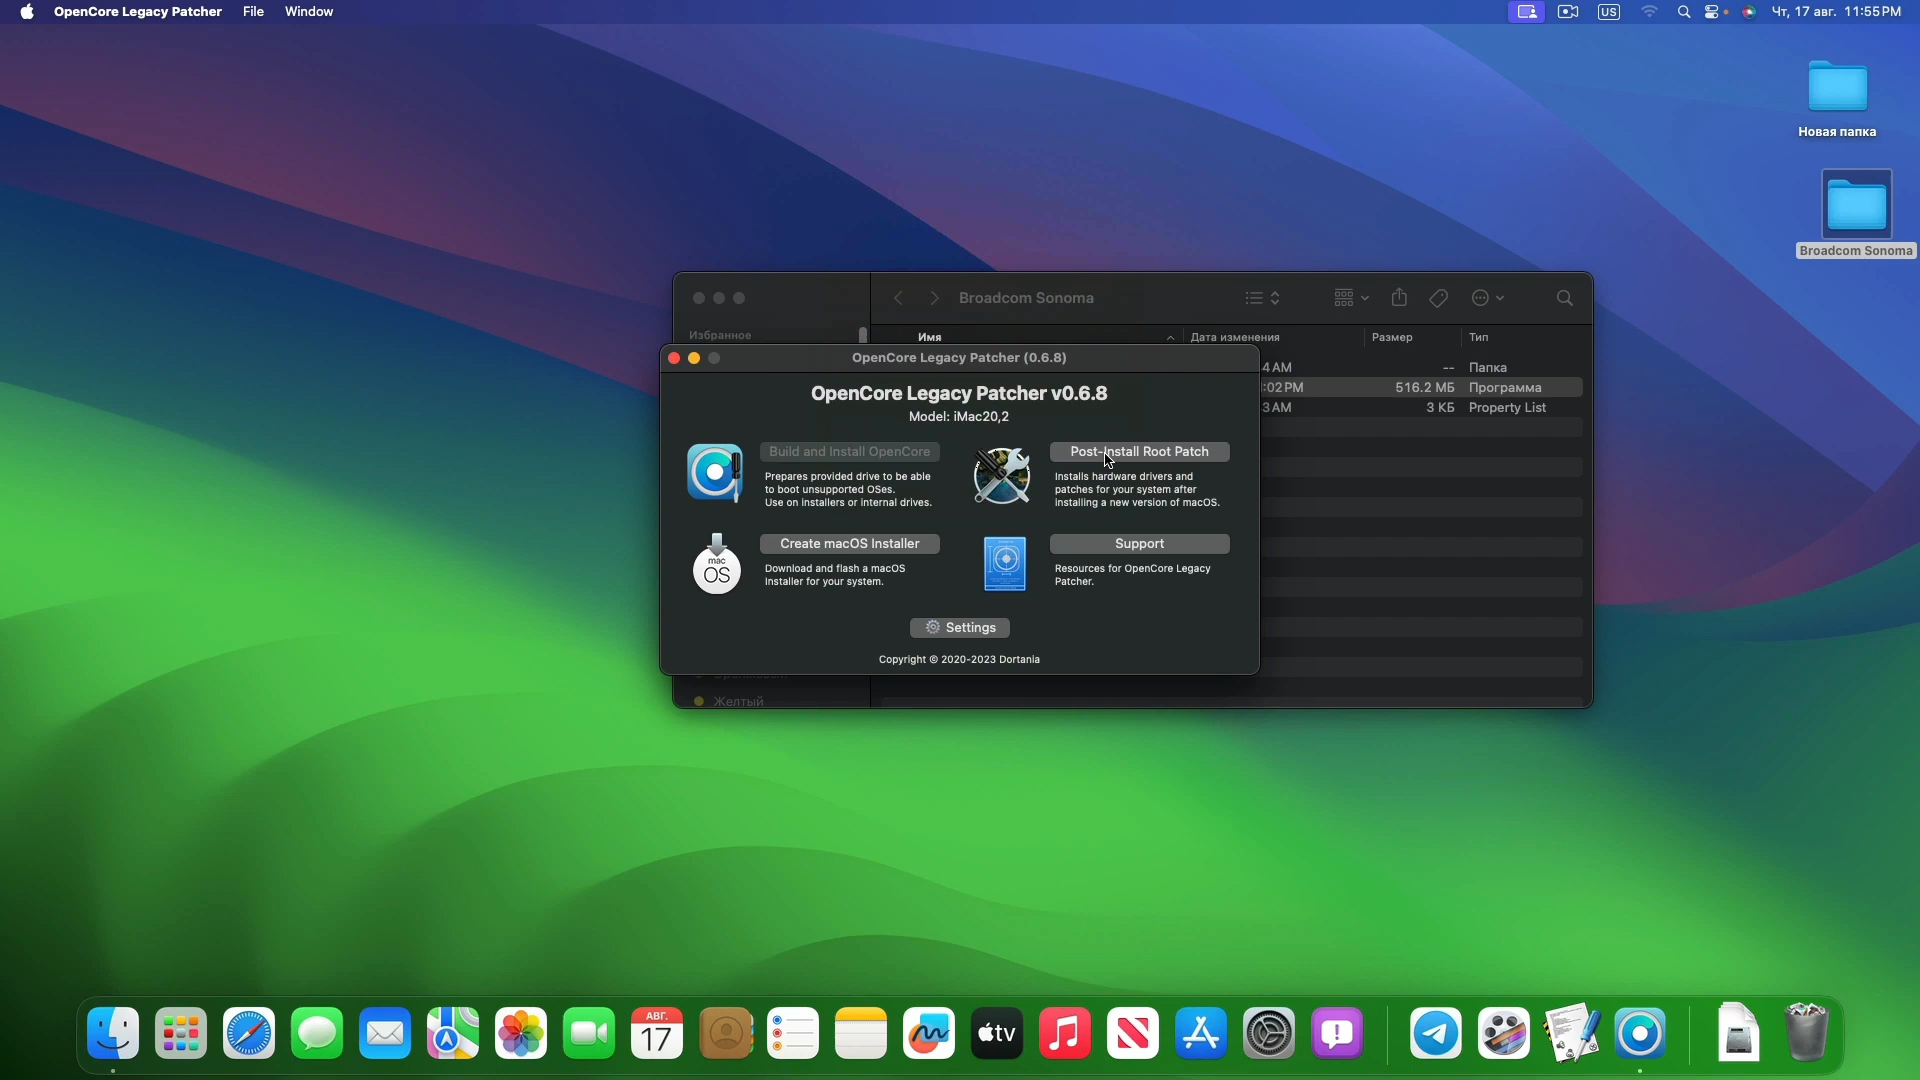 OpenCore Legacy Patcher File Window
US
Чт, 17 авг. 11:55 PM
Новая папка
Broadcom Sonoma
Broadcom Sonoma
Избранное
Имя
Дата изменения
Размер
Тип
4 AM -- Папка
:02 PM 516.2 МБ Программа
3 AM 3 КБ Property List
OpenCore Legacy Patcher (0.6.8)
OpenCore Legacy Patcher v0.6.8
Model: iMac20,2
Build and Install OpenCore
Prepares provided drive to be able
to boot unsupported OSes.
Use on installers or internal drives.
Post-Install Root Patch
Installs hardware drivers and
patches for your system after
installing a new version of macOS.
Create macOS Installer
Download and flash a macOS
Installer for your system.
mac
OS
Support
Resources for OpenCore Legacy
Patcher.
Settings
Copyright © 2020-2023 Dortania
Желтый
АВГ.
17
tv